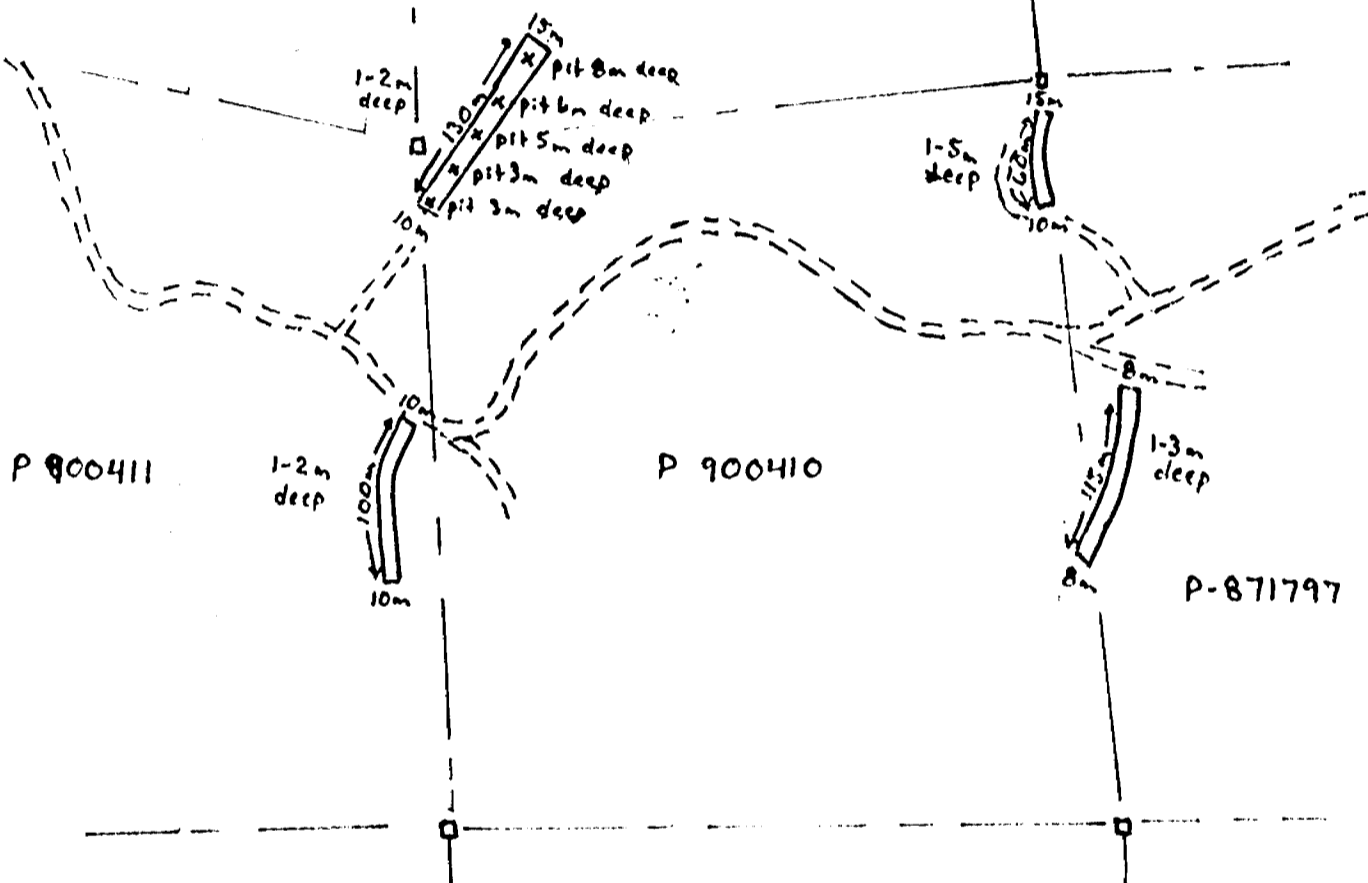 15m
1-2m
deep
130m
pit 8m deep
pit 6m deep
pit 5m deep
pit 3m deep
pit 3m deep
10m
15m
1-5m
deep
60m
10m
10m
1-2m
deep
100m
10m
8m
1-3m
deep
115m
8m
P 900411
P 900410
P-871797